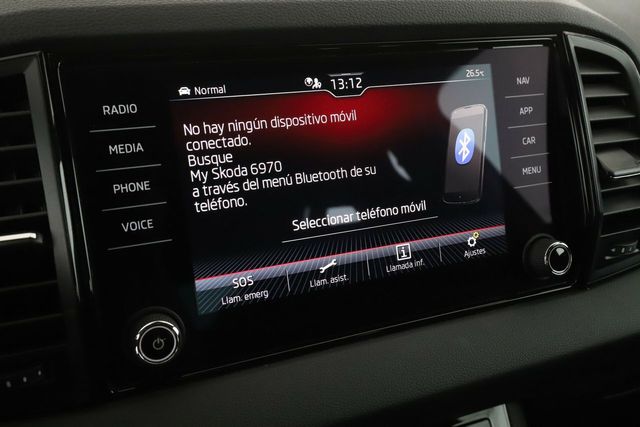 Normal
13:12
26.5°C
RADIO
MEDIA
PHONE
VOICE
NAV
APP
CAR
MENU
No hay ningún dispositivo móvil
conectado.
Busque
My Skoda 6970
a través del menú Bluetooth de su
teléfono.
Seleccionar teléfono móvil
SOS
Llam. emerg
Llam. asist.
Llamada inf.
Ajustes